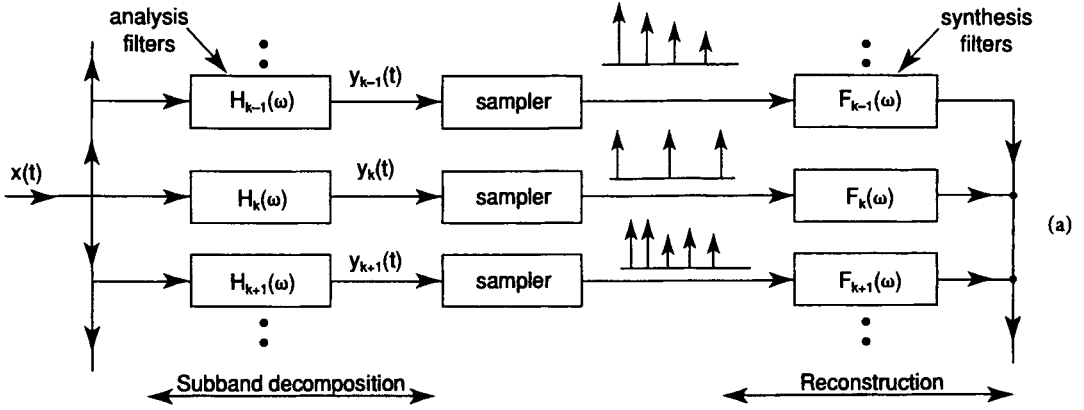 analysis
filters
synthesis
filters
H_{k-1}(ω)
y_{k-1}(t)
sampler
F_{k-1}(ω)
x(t)
H_k(ω)
y_k(t)
sampler
F_k(ω)
(a)
H_{k+1}(ω)
y_{k+1}(t)
sampler
F_{k+1}(ω)
Subband decomposition
Reconstruction